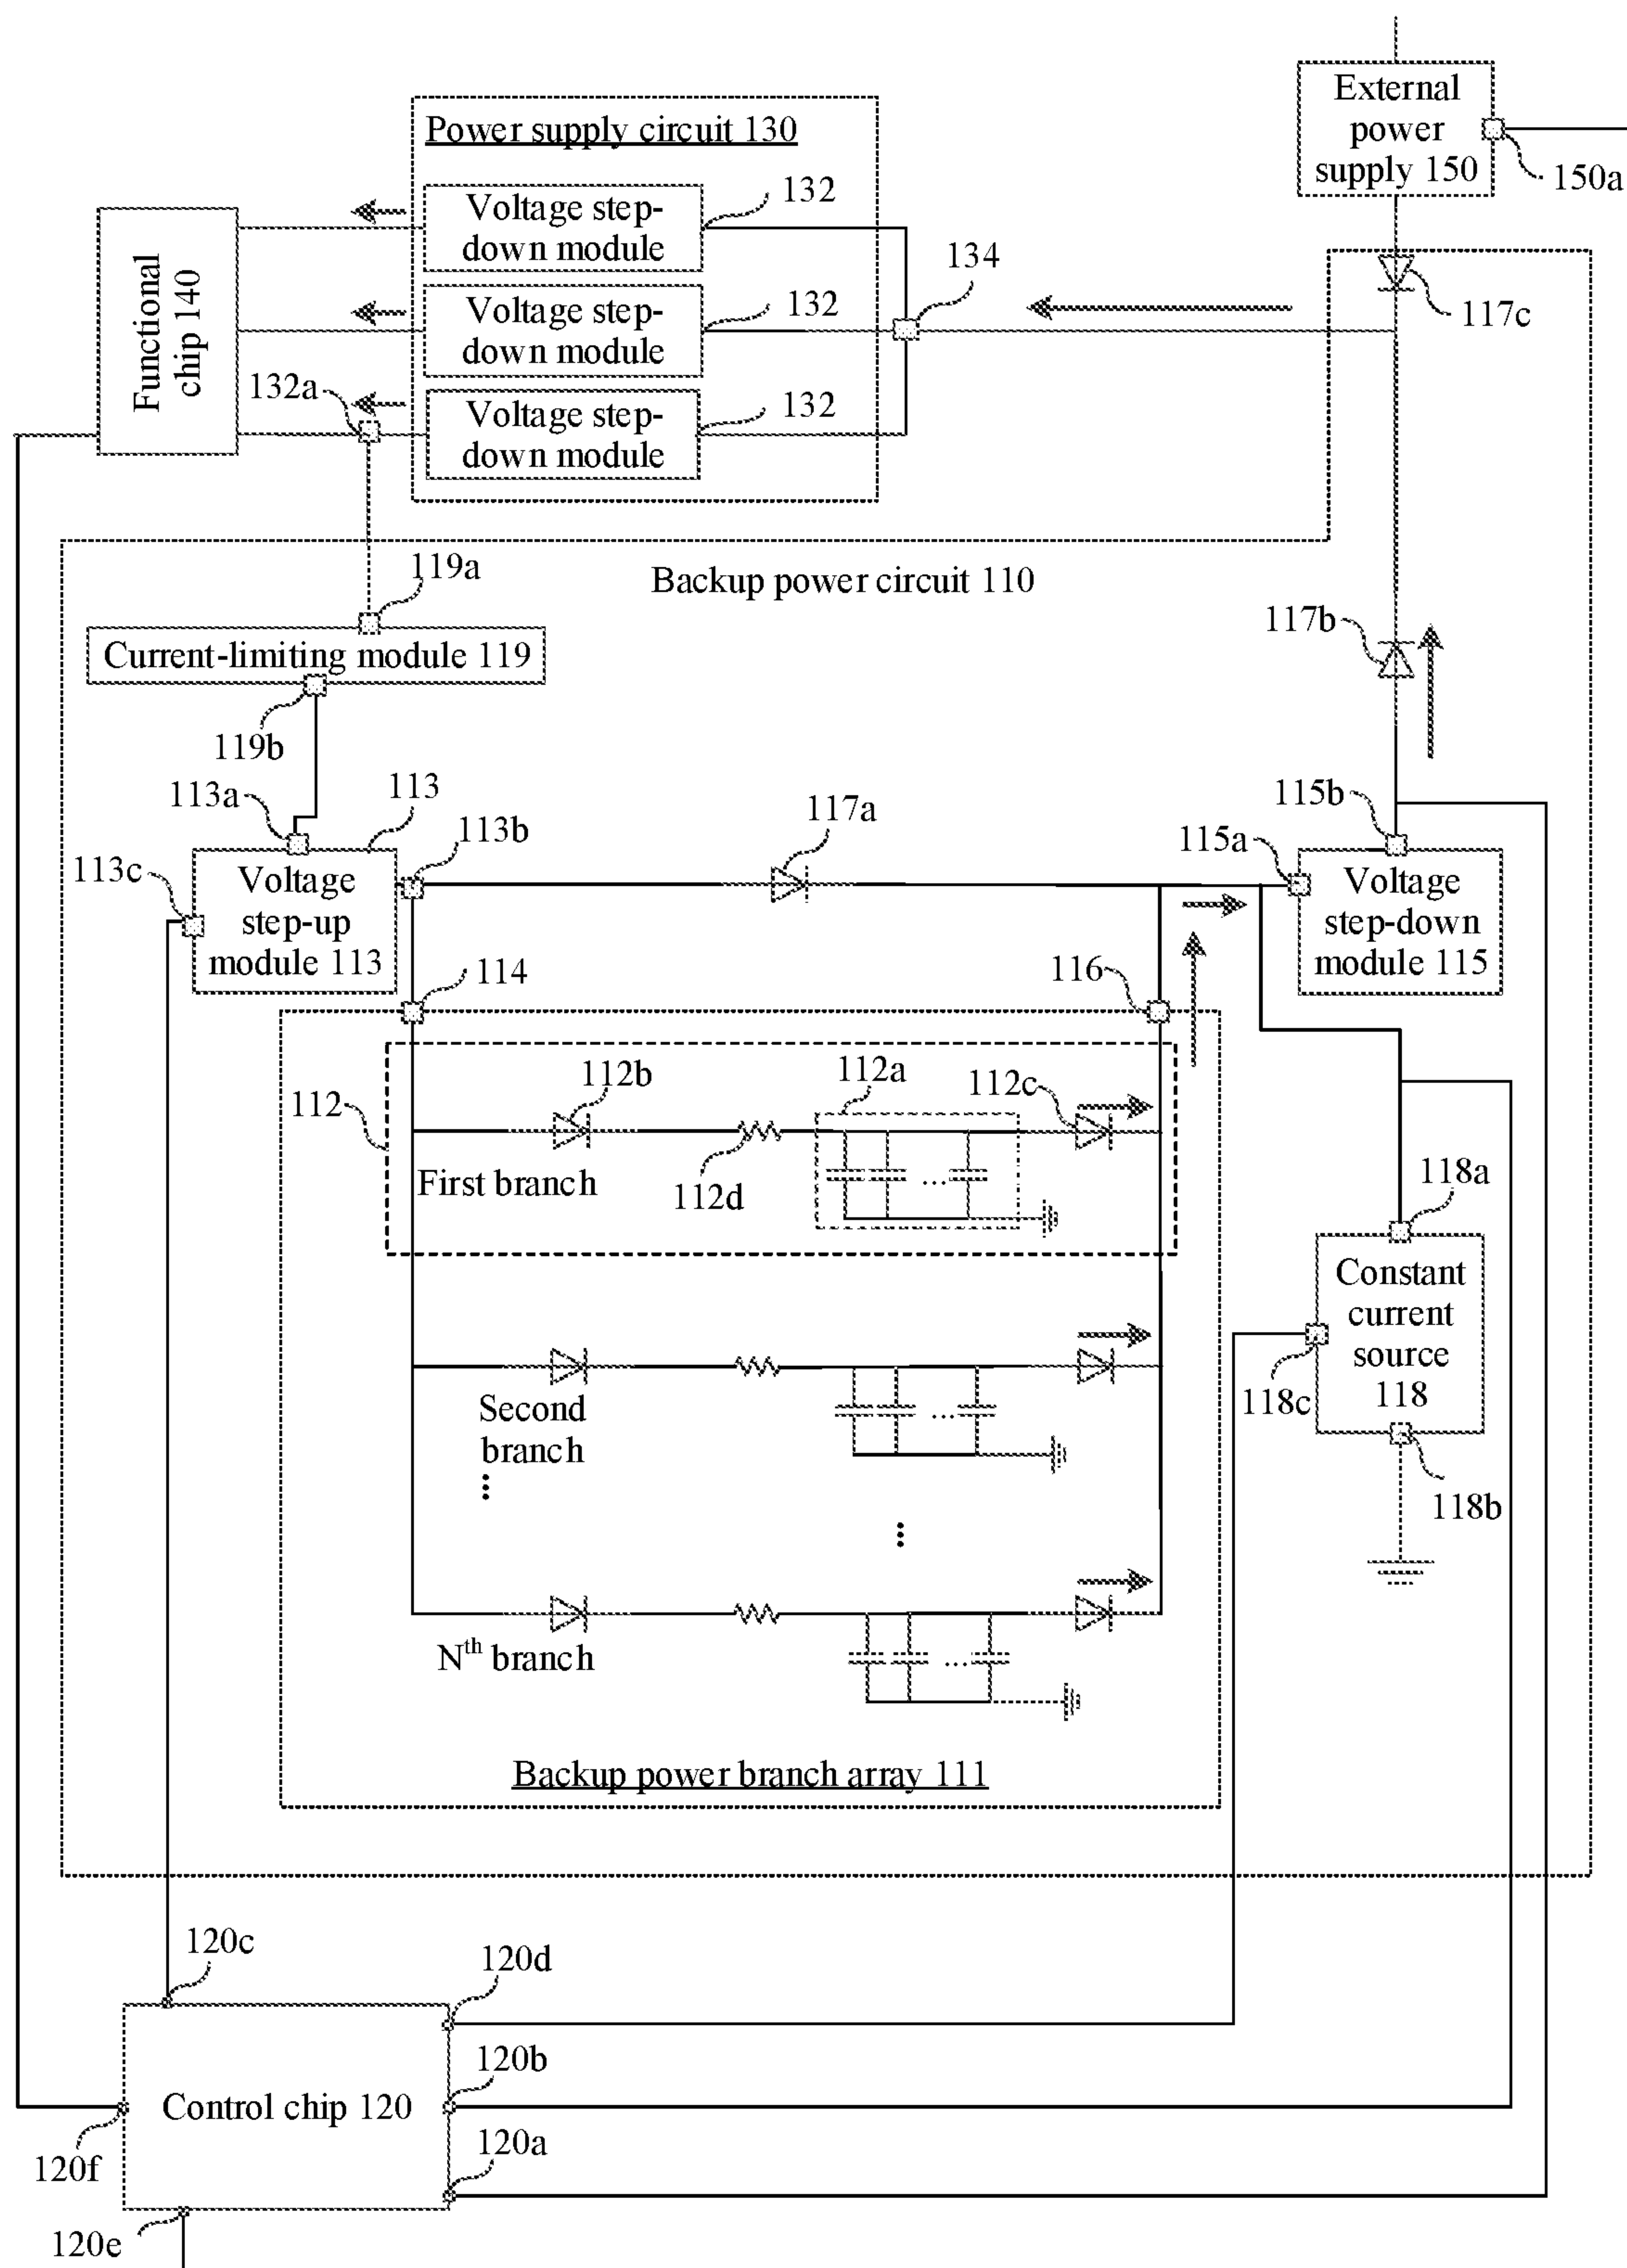 External
power
supply 150
150a
Power supply circuit 130
Voltage step-
down module
132
Voltage step-
down module
132
Voltage step-
down module
132
134
117c
Functional
chip 140
132a
119a
Backup power circuit 110
Current-limiting module 119
119b
117b
113a
113
113b
113c
Voltage
step-up
module 113
117a
115b
115a
Voltage
step-down
module 115
114
116
112
112b
112a
112c
First branch
112d
118a
Constant
current
source
118
118c
118b
Second
branch
⋮
...
...
⋮
Nth branch
...
Backup power branch array 111
120c
120d
120b
Control chip 120
120a
120f
120e